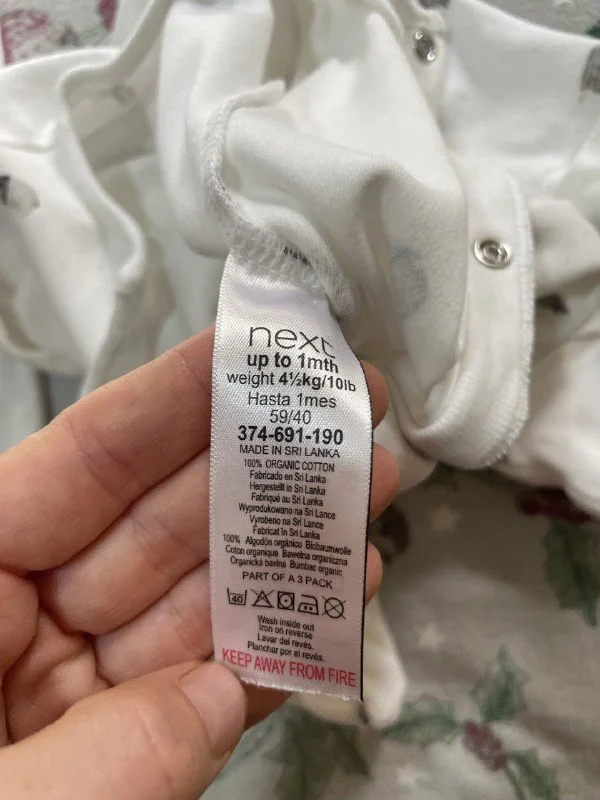 next
up to 1mth
weight 4½kg/10lb
Hasta 1mes
59/40
374-691-190
MADE IN SRI LANKA
100% ORGANIC COTTON
Fabricado en Sri Lanka
Hergestellt in Sri Lanka
Fabriqué au Sri Lanka
Wyprodukowano na Sri Lance
Vyrobeno na Sri Lance
Fabricat în Sri Lanka
100% Algodón orgánico Biobaumwolle
Coton organique Bawełna organiczna
Organická bavlna Bumbac organic
PART OF A 3 PACK
40
Wash inside out
Iron on reverse
Lavar del revés.
Planchar por el revés.
KEEP AWAY FROM FIRE